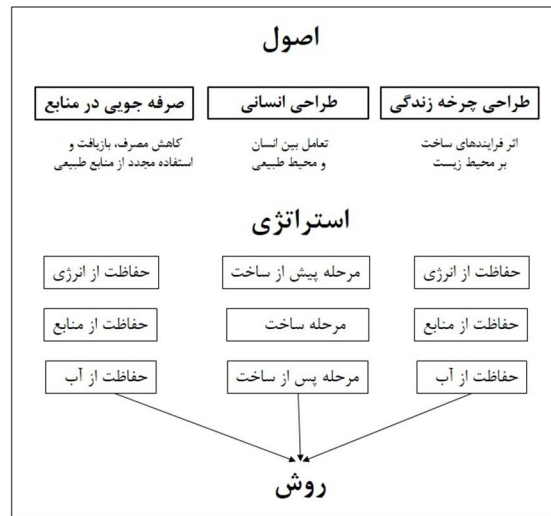 اصول
طراحی چرخه زندگی
طراحی انسانی
صرفه جویی در منابع
اثر فرایندهای ساخت
بر محیط زیست
تعامل بین انسان
و محیط طبیعی
کاهش مصرف، بازیافت و
استفاده مجدد از منابع طبیعی
استراتژی
حفاظت از انرژی
مرحله پیش از ساخت
حفاظت از انرژی
حفاظت از منابع
مرحله ساخت
حفاظت از منابع
حفاظت از آب
مرحله پس از ساخت
حفاظت از آب
روش